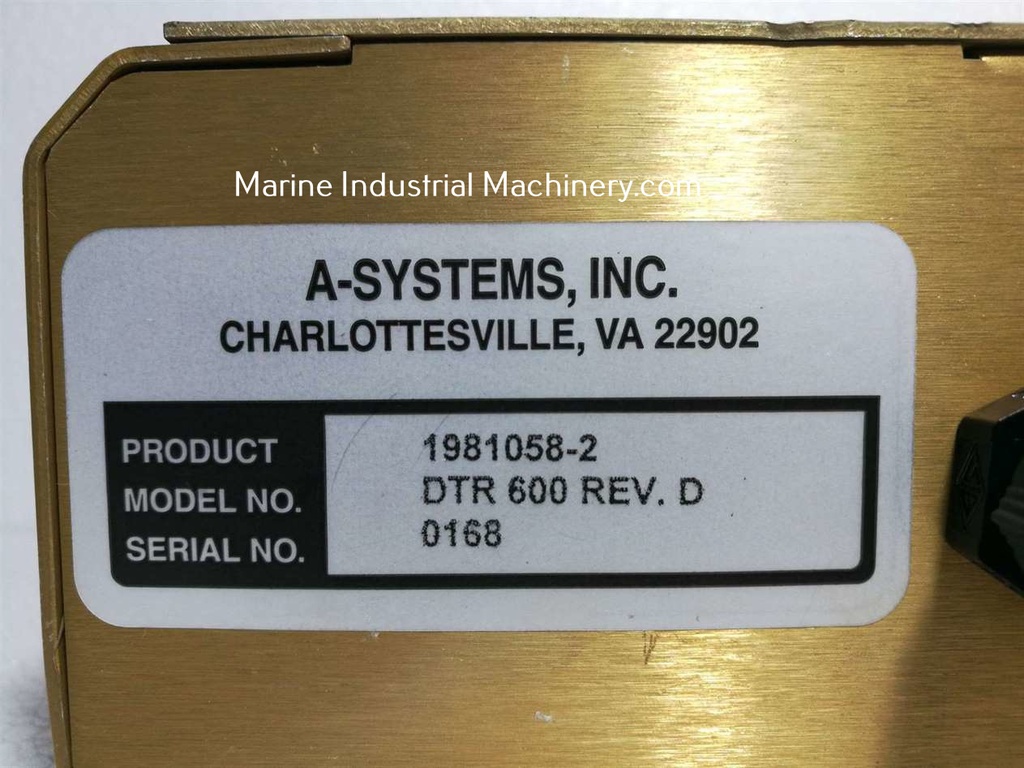 Marine Industrial Machinery.com
A-SYSTEMS, INC.
CHARLOTTESVILLE, VA 22902
PRODUCT 1981058-2
MODEL NO. DTR 600 REV. D
SERIAL NO. 0168